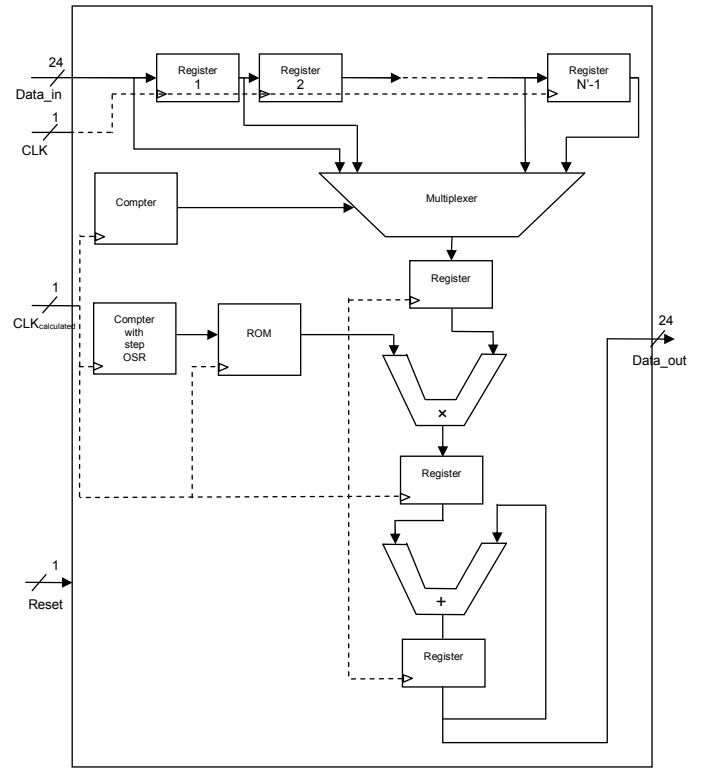 24
Data_in
1
CLK
Register
1
Register
2
Register
N'-1
Multiplexer
Compter
Register
1
CLKcalculated
Compter
with
step
OSR
ROM
24
Data_out
×
Register
1
Reset
+
Register